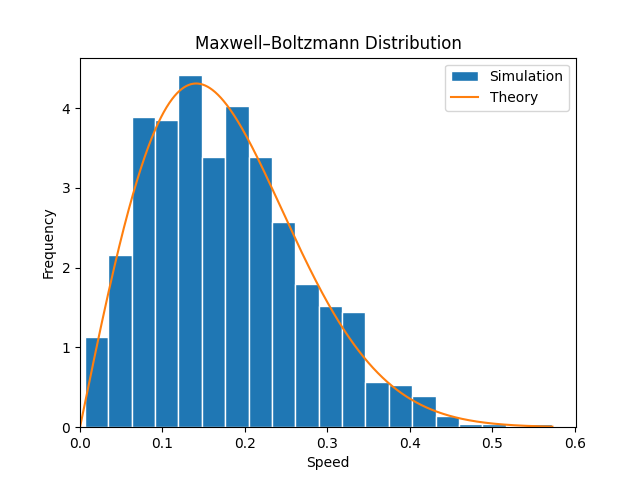 Maxwell–Boltzmann Distribution
Simulation
Theory
Frequency
4
3
2
1
0
0.0 0.1 0.2 0.3 0.4 0.5 0.6
Speed